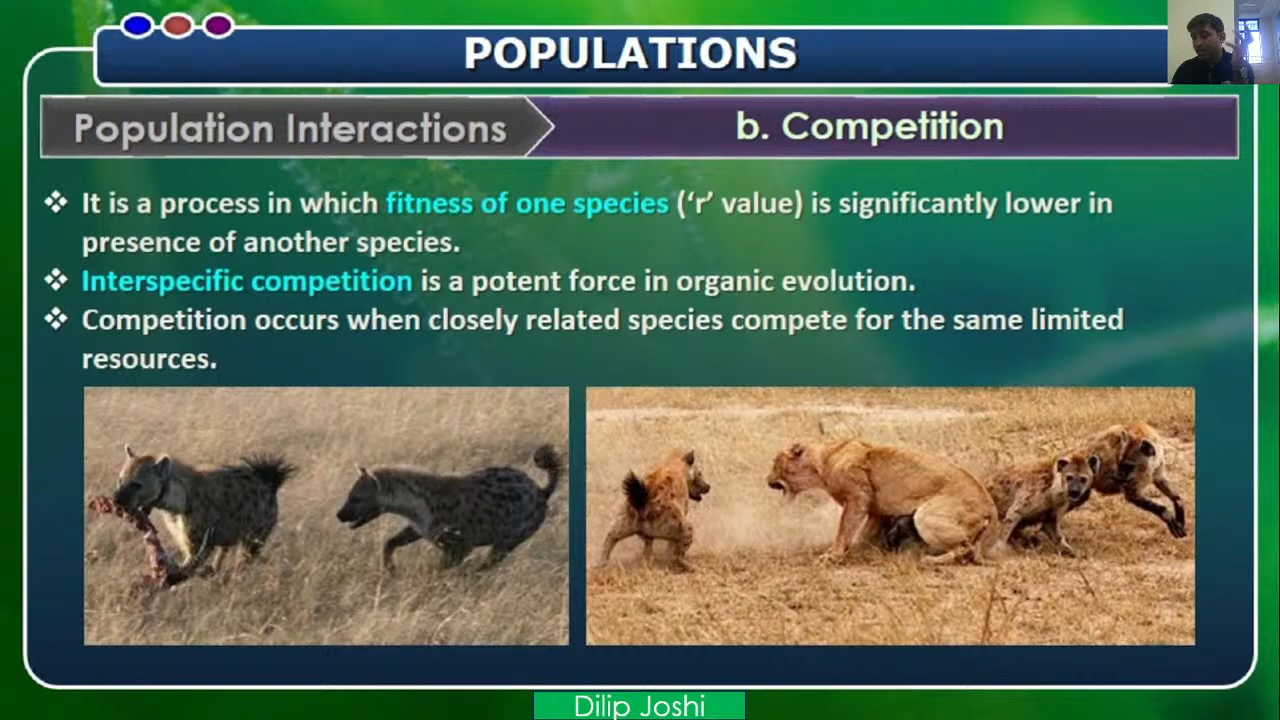 POPULATIONS
Population Interactions
b. Competition
❖ It is a process in which fitness of one species (‘r’ value) is significantly lower in
presence of another species.
❖ Interspecific competition is a potent force in organic evolution.
❖ Competition occurs when closely related species compete for the same limited
resources.
Dilip Joshi